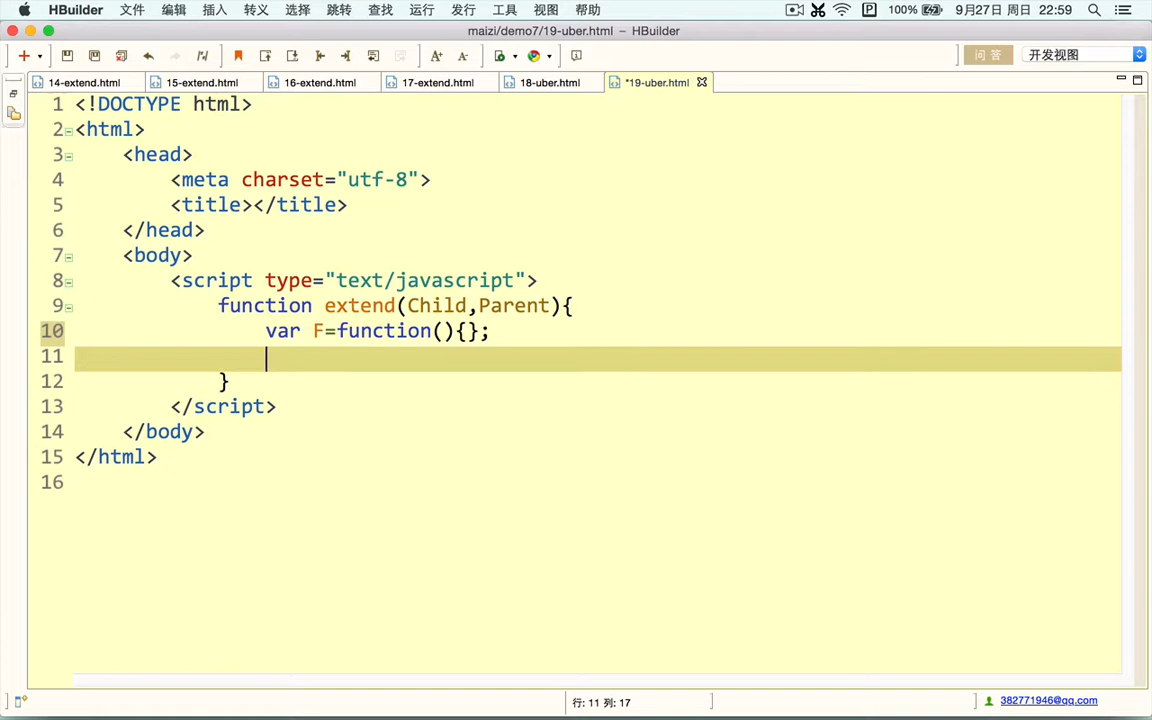 HBuilder 文件 编辑 插入 转义 选择 跳转 查找 运行 发行 工具 视图 帮助 100% 9月27日 周日 22:59
maizi/demo7/19-uber.html — HBuilder
问 答 开发视图
14-extend.html 15-extend.html 16-extend.html 17-extend.html 18-uber.html *19-uber.html
1 <!DOCTYPE html>
2 <html>
3 <head>
4 <meta charset="utf-8">
5 <title></title>
6 </head>
7 <body>
8 <script type="text/javascript">
9 function extend(Child,Parent){
10 var F=function(){};
11
12 }
13 </script>
14 </body>
15 </html>
16
行: 11 列: 17
382771946@qq.com